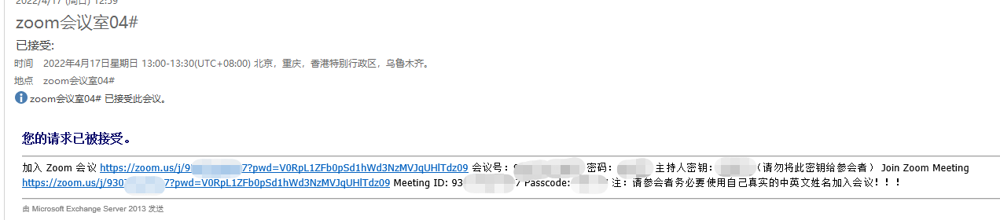 2022/4/17 (周日) 12:59
zoom会议室04#
已接受:
时间 2022年4月17日星期日 13:00-13:30(UTC+08:00) 北京，重庆，香港特别行政区，乌鲁木齐。
地点 zoom会议室04#
zoom会议室04# 已接受此会议。
您的请求已被接受。
加入 Zoom 会议 https://zoom.us/j/9 7?pwd=V0RpL1ZFb0pSd1hWd3NzMVJqUHlTdz09 会议号： 密码： 主持人密钥： （请勿将此密钥给参会者） Join Zoom Meeting
https://zoom.us/j/930 7?pwd=V0RpL1ZFb0pSd1hWd3NzMVJqUHlTdz09 Meeting ID: 93 7 Passcode: 注：请参会者务必要使用自己真实的中英文姓名加入会议！！！
由 Microsoft Exchange Server 2013 发送